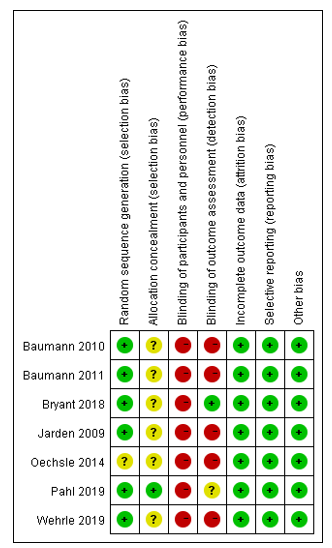 Random sequence generation (selection bias)
Allocation concealment (selection bias)
Blinding of participants and personnel (performance bias)
Blinding of outcome assessment (detection bias)
Incomplete outcome data (attrition bias)
Selective reporting (reporting bias)
Other bias
Baumann 2010 + ? - - + + +
Baumann 2011 + ? - - + + +
Bryant 2018 + ? - + + + +
Jarden 2009 + ? - - + + +
Oechsle 2014 ? ? - - + + +
Pahl 2019 + + - ? + + +
Wehrle 2019 + ? - - + + +